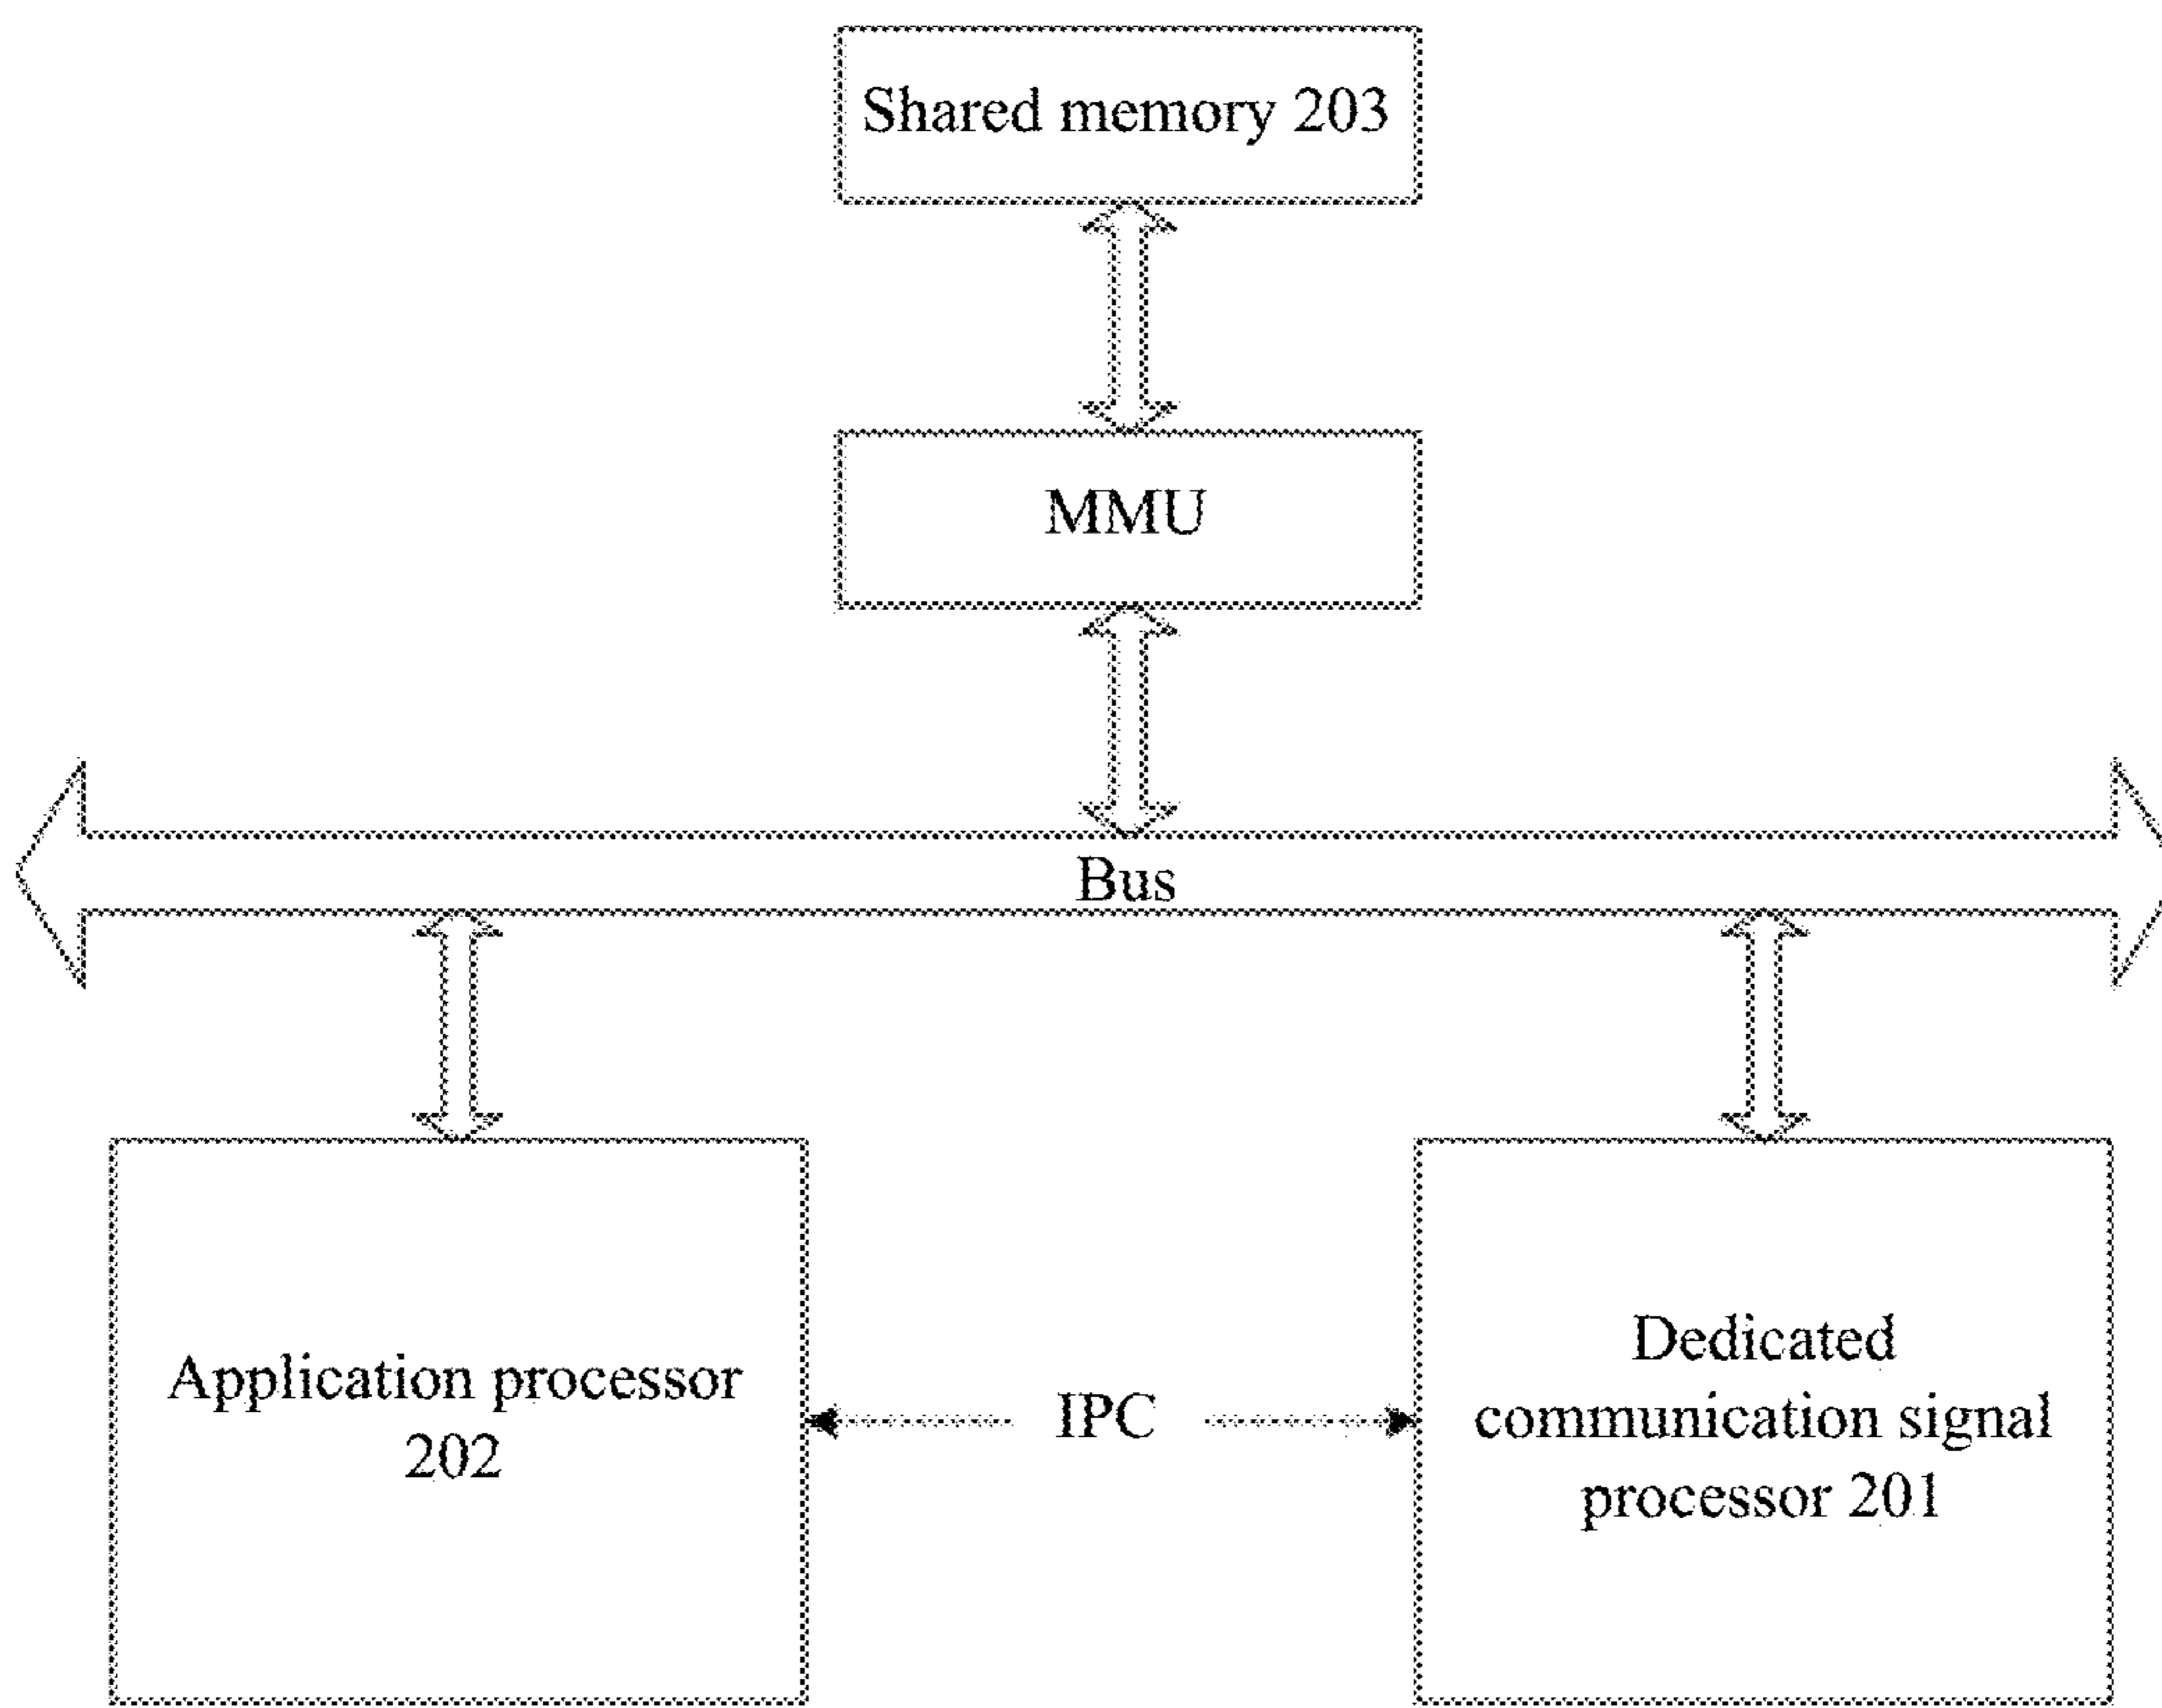 Shared memory 203
MMU
Bus
Application processor
202
IPC
Dedicated
communication signal
processor 201